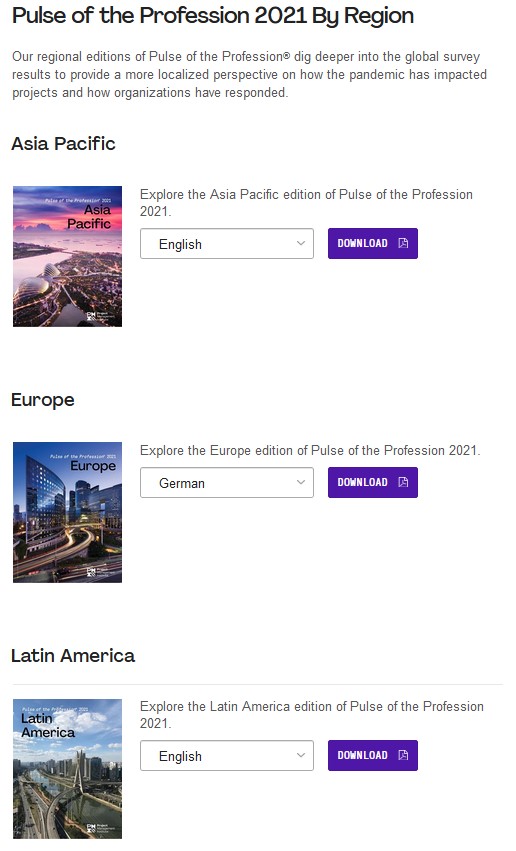 Pulse of the Profession 2021 By Region
Our regional editions of Pulse of the Profession® dig deeper into the global survey
results to provide a more localized perspective on how the pandemic has impacted
projects and how organizations have responded.
Asia Pacific
Pulse of the Profession® 2021
Asia
Pacific
Project
Management
Institute
Explore the Asia Pacific edition of Pulse of the Profession
2021.
English
DOWNLOAD
Europe
Pulse of the Profession® 2021
Europe
Project
Management
Institute
Explore the Europe edition of Pulse of the Profession 2021.
German
DOWNLOAD
Latin America
Pulse of the Profession® 2021
Latin
America
Project
Management
Institute
Explore the Latin America edition of Pulse of the Profession
2021.
English
DOWNLOAD